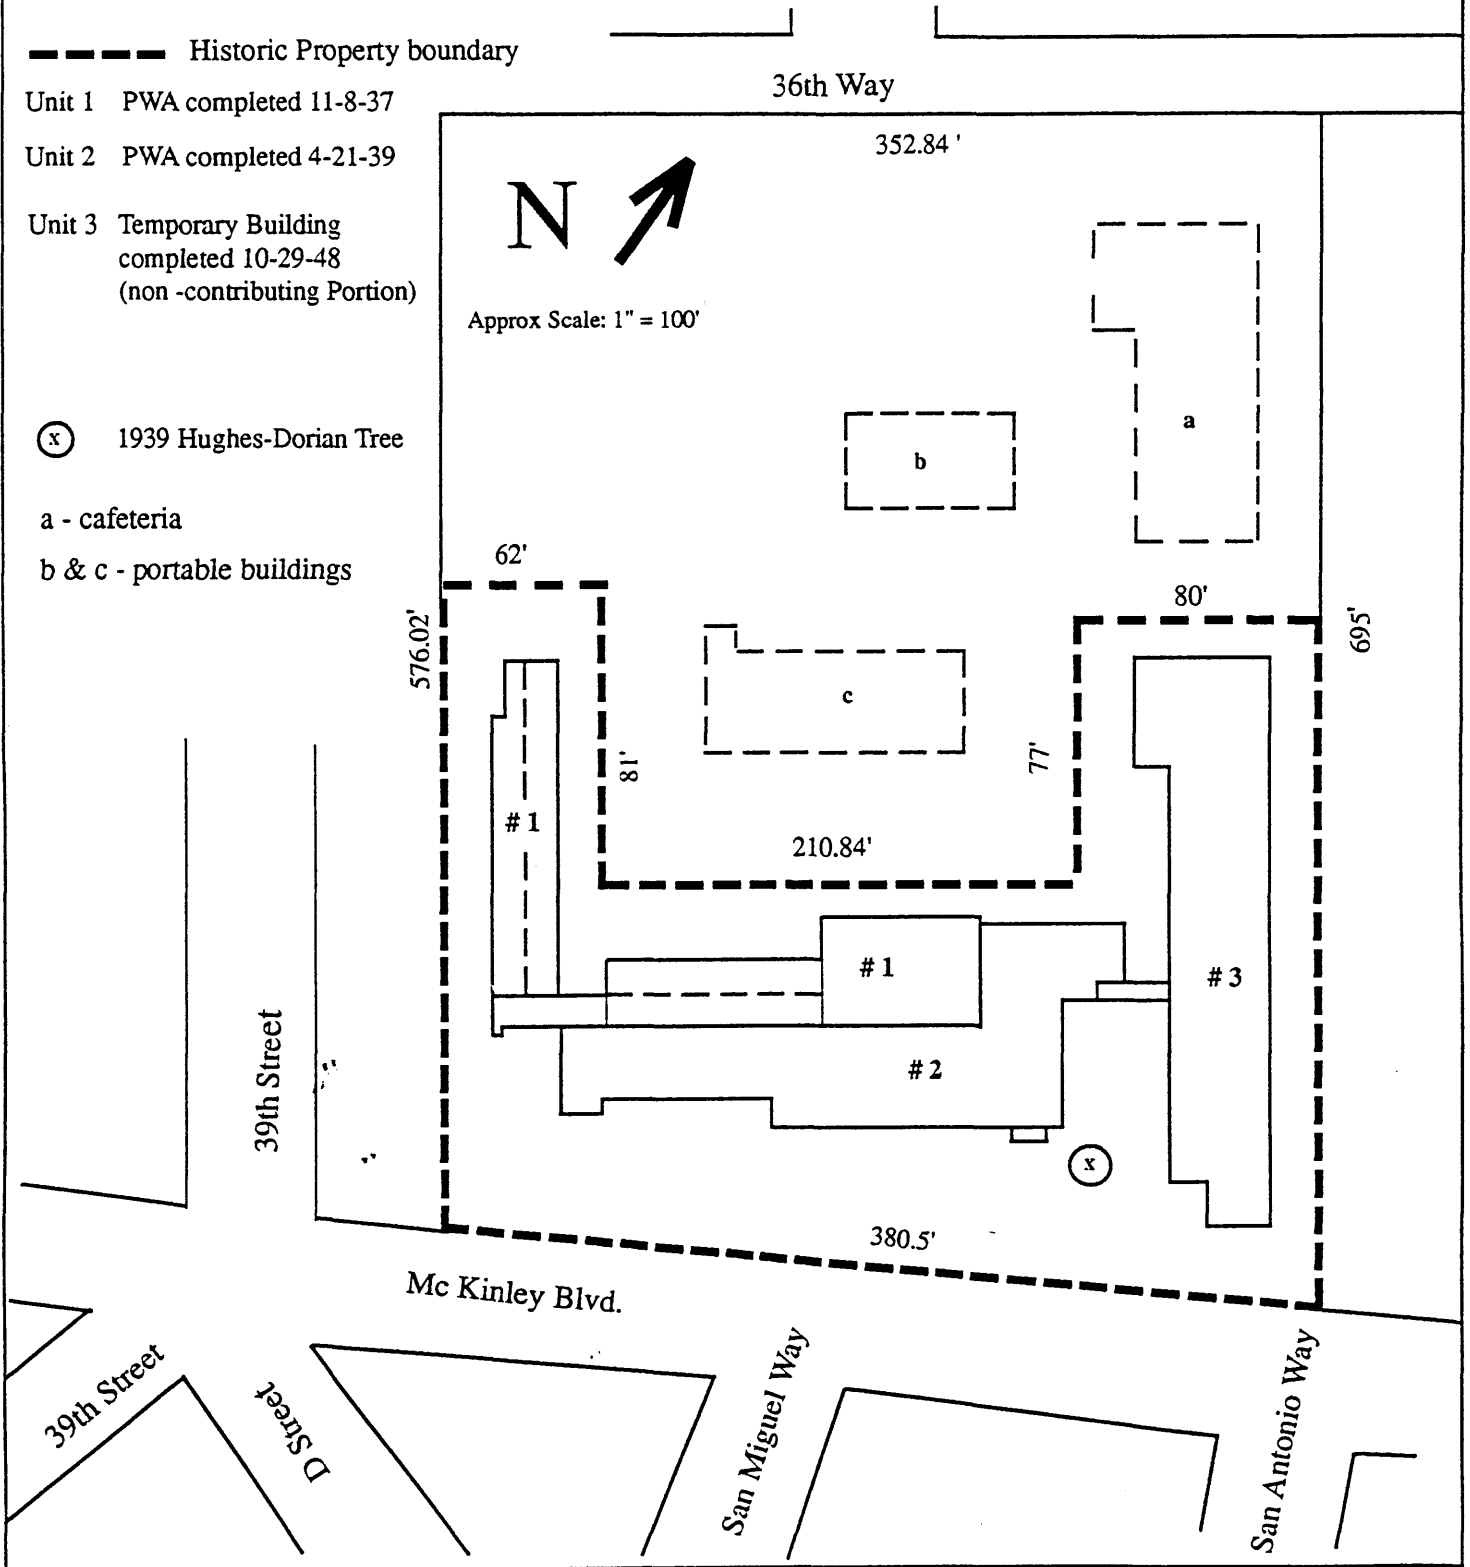 Historic Property boundary
Unit 1 PWA completed 11-8-37
Unit 2 PWA completed 4-21-39
Unit 3 Temporary Building
completed 10-29-48
(non -contributing Portion)
x 1939 Hughes-Dorian Tree
a - cafeteria
b & c - portable buildings
36th Way
352.84 '
N
Approx Scale: 1" = 100'
a
b
62'
80'
576.02'
695'
c
81'
77'
# 1
210.84'
# 1
# 3
# 2
39th Street
x
380.5'
Mc Kinley Blvd.
39th Street
D Street
San Miguel Way
San Antonio Way